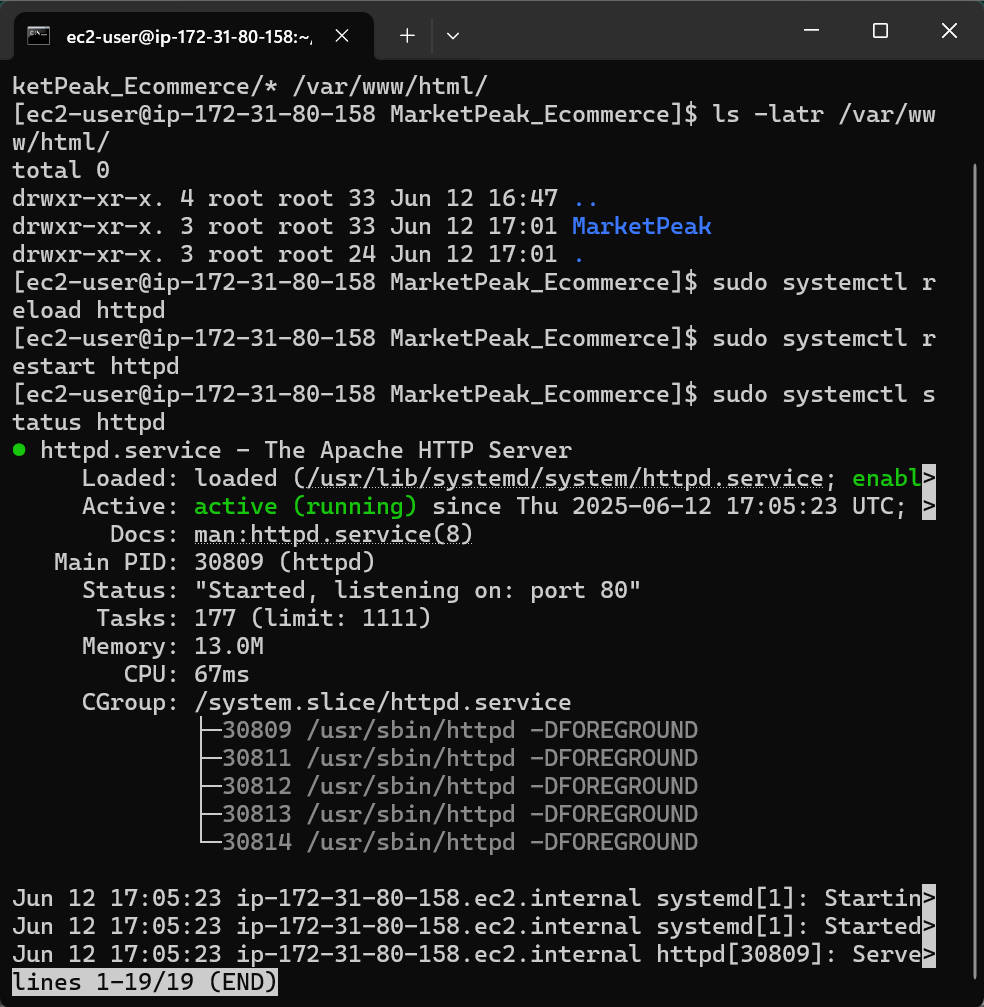 ec2-user@ip-172-31-80-158:~,
ketPeak_Ecommerce/* /var/www/html/
[ec2-user@ip-172-31-80-158 MarketPeak_Ecommerce]$ ls -latr /var/ww
w/html/
total 0
drwxr-xr-x. 4 root root 33 Jun 12 16:47 ..
drwxr-xr-x. 3 root root 33 Jun 12 17:01 MarketPeak
drwxr-xr-x. 3 root root 24 Jun 12 17:01 .
[ec2-user@ip-172-31-80-158 MarketPeak_Ecommerce]$ sudo systemctl r
eload httpd
[ec2-user@ip-172-31-80-158 MarketPeak_Ecommerce]$ sudo systemctl r
estart httpd
[ec2-user@ip-172-31-80-158 MarketPeak_Ecommerce]$ sudo systemctl s
tatus httpd
● httpd.service - The Apache HTTP Server
     Loaded: loaded (/usr/lib/systemd/system/httpd.service; enabl>
     Active: active (running) since Thu 2025-06-12 17:05:23 UTC; >
       Docs: man:httpd.service(8)
   Main PID: 30809 (httpd)
     Status: "Started, listening on: port 80"
      Tasks: 177 (limit: 1111)
     Memory: 13.0M
        CPU: 67ms
     CGroup: /system.slice/httpd.service
             ├─30809 /usr/sbin/httpd -DFOREGROUND
             ├─30811 /usr/sbin/httpd -DFOREGROUND
             ├─30812 /usr/sbin/httpd -DFOREGROUND
             ├─30813 /usr/sbin/httpd -DFOREGROUND
             └─30814 /usr/sbin/httpd -DFOREGROUND
Jun 12 17:05:23 ip-172-31-80-158.ec2.internal systemd[1]: Startin>
Jun 12 17:05:23 ip-172-31-80-158.ec2.internal systemd[1]: Started>
Jun 12 17:05:23 ip-172-31-80-158.ec2.internal httpd[30809]: Serve>
lines 1-19/19 (END)